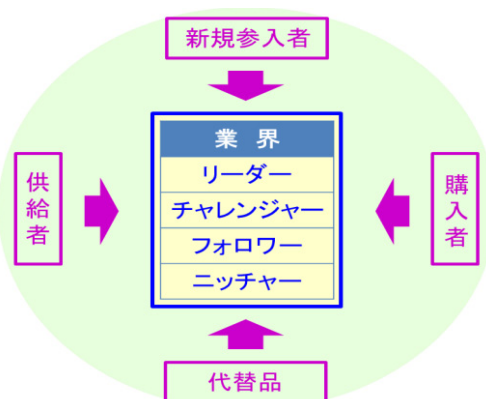 新規参入者
業界
リーダー
チャレンジャー
フォロワー
ニッチャー
供給者
購入者
代替品